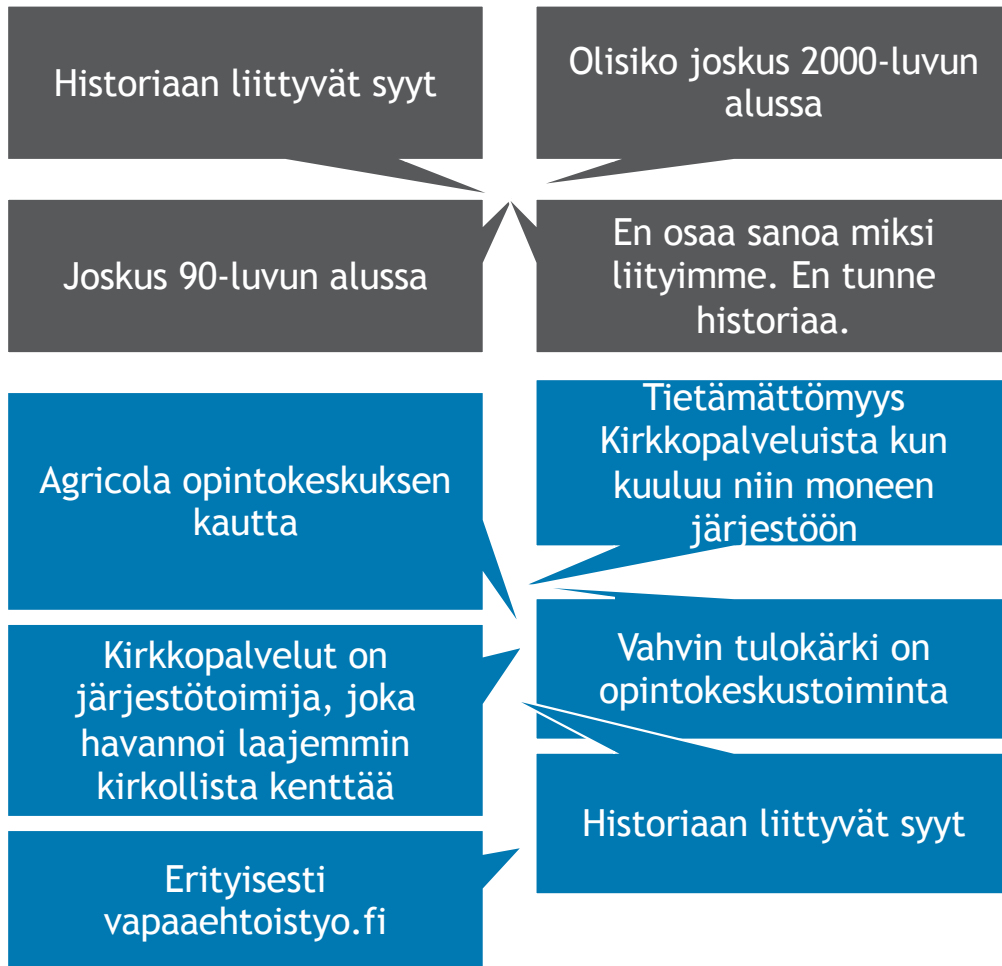 Historiaan liittyvät syyt
Olisiko joskus 2000-luvun
alussa
Joskus 90-luvun alussa
En osaa sanoa miksi
liityimme. En tunne
historiaa.
Agricola opintokeskuksen
kautta
Tietämättömyys
Kirkkopalveluista kun
kuuluu niin moneen
järjestöön
Kirkkopalvelut on
järjestötoimija, joka
havannoi laajemmin
kirkollista kenttää
Vahvin tulokärki on
opintokeskustoiminta
Historiaan liittyvät syyt
Erityisesti
vapaaehtoistyo.fi